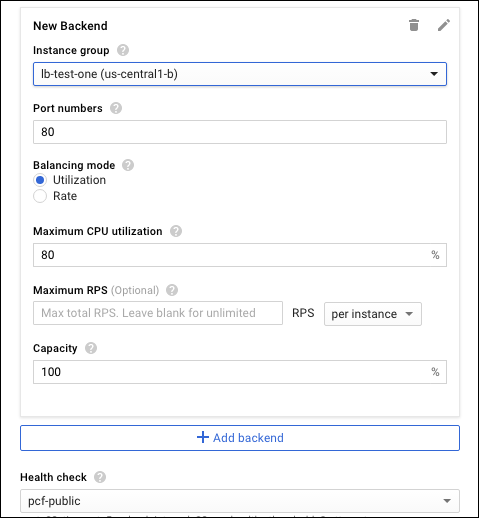 New Backend
Instance group
lb-test-one (us-central1-b)
Port numbers
80
Balancing mode
Utilization
Rate
Maximum CPU utilization
80 %
Maximum RPS (Optional)
Max total RPS. Leave blank for unlimited RPS per instance
Capacity
100 %
Add backend
Health check
pcf-public